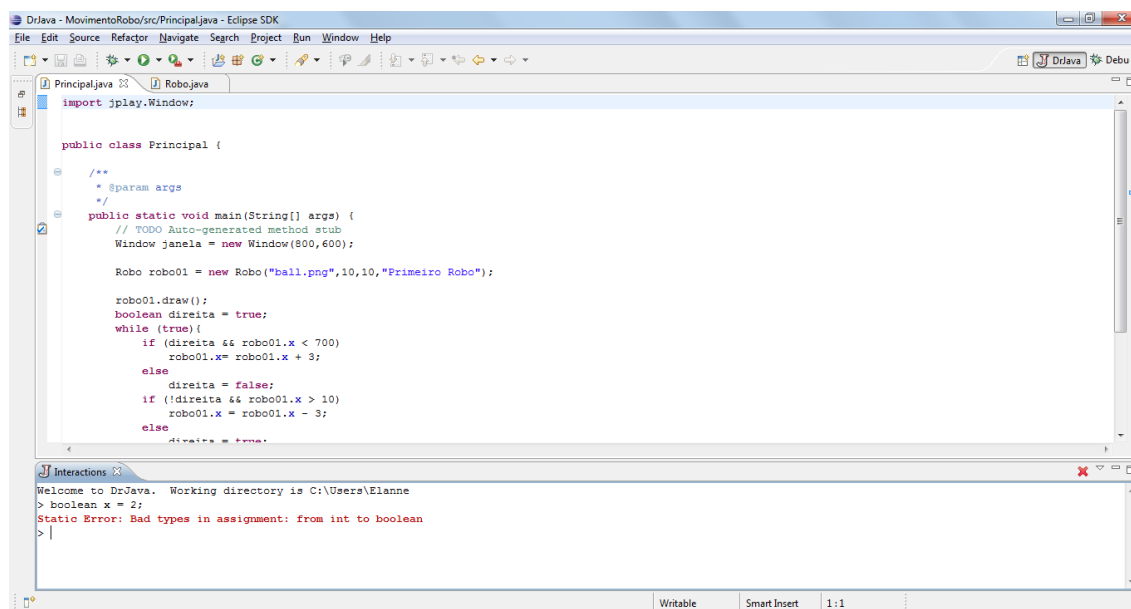 DrJava - MovimentoRobo/src/Principal.java - Eclipse SDK
File Edit Source Refactor Navigate Search Project Run Window Help
DrJava Debu
Principal.java Robo.java
import jplay.Window;
public class Principal {
/**
* @param args
*/
public static void main(String[] args) {
// TODO Auto-generated method stub
Window janela = new Window(800,600);
Robo robo01 = new Robo("ball.png",10,10,"Primeiro Robo");
robo01.draw();
boolean direita = true;
while (true){
if (direita && robo01.x < 700)
robo01.x= robo01.x + 3;
else
direita = false;
if (!direita && robo01.x > 10)
robo01.x = robo01.x - 3;
else
direita = true;
Interactions
Welcome to DrJava. Working directory is C:\Users\Elanne
> boolean x = 2;
Static Error: Bad types in assignment: from int to boolean
>
Writable Smart Insert 1:1